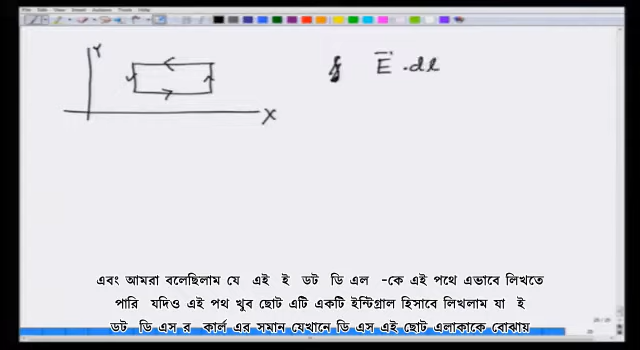 Y
X
∮ E⃗ .dl
এবং আমরা বলেছিলাম যে এই ই ডট ডি এল -কে এই পথে এভাবে লিখতে
পারি যদিও এই পথ খুব ছোট এটি একটি ইন্টিগ্রাল হিসাবে লিখলাম যা ই
ডট ডি এস র কার্ল এর সমান যেখানে ডি এস এই ছোট এলাকাকে বোঝায়